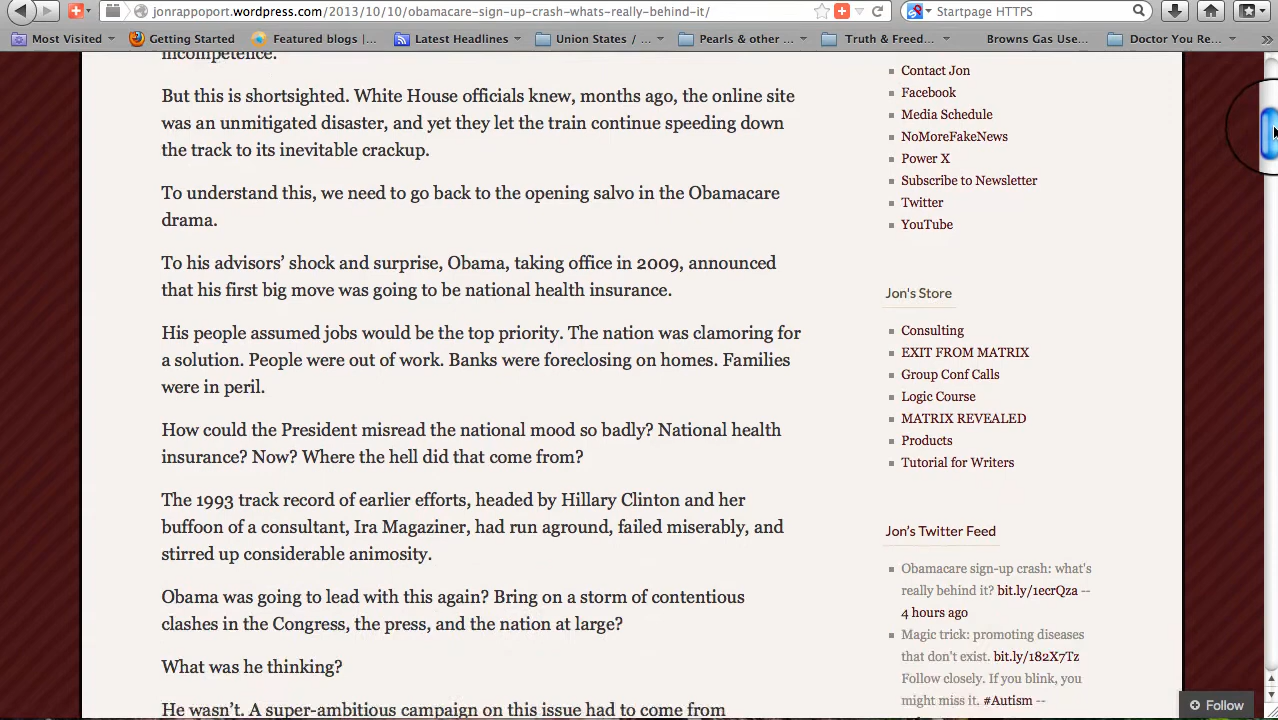 jonrappoport.wordpress.com/2013/10/10/obamacare-sign-up-crash-whats-really-behind-it/
Startpage HTTPS
Most Visited
Getting Started
Featured blogs |...
Latest Headlines
Union States / ...
Pearls & other ...
Truth & Freed...
Browns Gas Use...
Doctor You Re...
incompetence.
But this is shortsighted. White House officials knew, months ago, the online site
was an unmitigated disaster, and yet they let the train continue speeding down
the track to its inevitable crackup.
To understand this, we need to go back to the opening salvo in the Obamacare
drama.
To his advisors’ shock and surprise, Obama, taking office in 2009, announced
that his first big move was going to be national health insurance.
His people assumed jobs would be the top priority. The nation was clamoring for
a solution. People were out of work. Banks were foreclosing on homes. Families
were in peril.
How could the President misread the national mood so badly? National health
insurance? Now? Where the hell did that come from?
The 1993 track record of earlier efforts, headed by Hillary Clinton and her
buffoon of a consultant, Ira Magaziner, had run aground, failed miserably, and
stirred up considerable animosity.
Obama was going to lead with this again? Bring on a storm of contentious
clashes in the Congress, the press, and the nation at large?
What was he thinking?
He wasn’t. A super-ambitious campaign on this issue had to come from
Contact Jon
Facebook
Media Schedule
NoMoreFakeNews
Power X
Subscribe to Newsletter
Twitter
YouTube
Jon's Store
Consulting
EXIT FROM MATRIX
Group Conf Calls
Logic Course
MATRIX REVEALED
Products
Tutorial for Writers
Jon’s Twitter Feed
Obamacare sign-up crash: what's
really behind it? bit.ly/1ecrQza --
4 hours ago
Magic trick: promoting diseases
that don't exist. bit.ly/182X7Tz
Follow closely. If you blink, you
might miss it. #Autism --
Follow